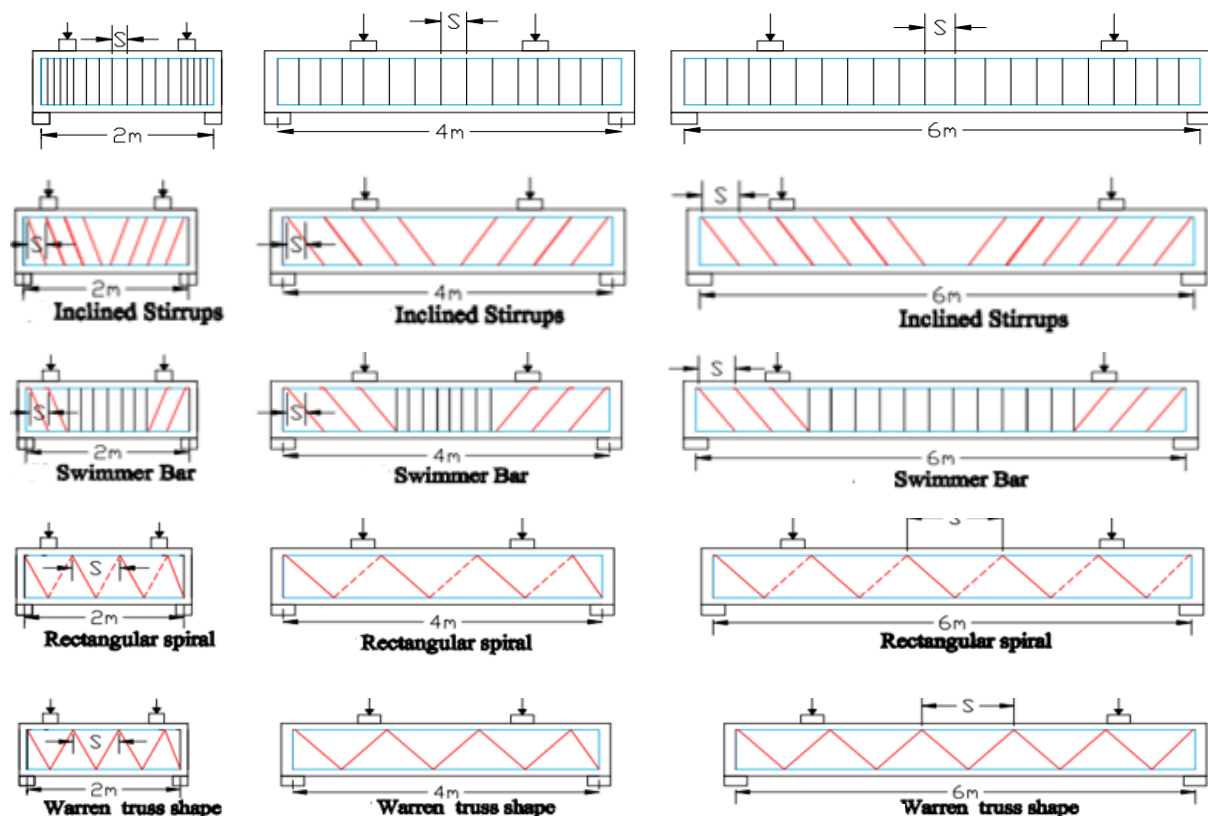 S S S
2m 4m 6m
S S S
2m 4m 6m
Inclined Stirrups Inclined Stirrups Inclined Stirrups
S S S
2m 4m 6m
Swimmer Bar Swimmer Bar Swimmer Bar
S S
2m 4m 6m
Rectangular spiral Rectangular spiral Rectangular spiral
S S
2m 4m 6m
Warren truss shape Warren truss shape Warren truss shape